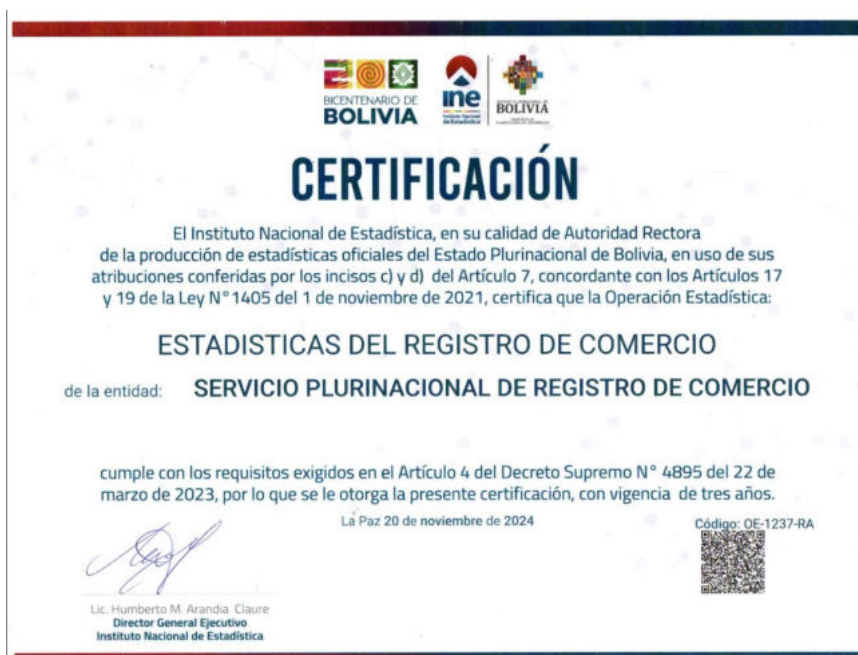 BICENTENARIO DE
BOLIVIA
ine
Instituto Nacional
de Estadística
BOLIVIA
CERTIFICACIÓN
El Instituto Nacional de Estadística, en su calidad de Autoridad Rectora
de la producción de estadísticas oficiales del Estado Plurinacional de Bolivia, en uso de sus
atribuciones conferidas por los incisos c) y d) del Artículo 7, concordante con los Artículos 17
y 19 de la Ley N°1405 del 1 de noviembre de 2021, certifica que la Operación Estadística:
ESTADISTICAS DEL REGISTRO DE COMERCIO
de la entidad: SERVICIO PLURINACIONAL DE REGISTRO DE COMERCIO
cumple con los requisitos exigidos en el Artículo 4 del Decreto Supremo N° 4895 del 22 de
marzo de 2023, por lo que se le otorga la presente certificación, con vigencia de tres años.
La Paz 20 de noviembre de 2024
Código: OE-1237-RA
Lic. Humberto M. Arandia Claure
Director General Ejecutivo
Instituto Nacional de Estadística